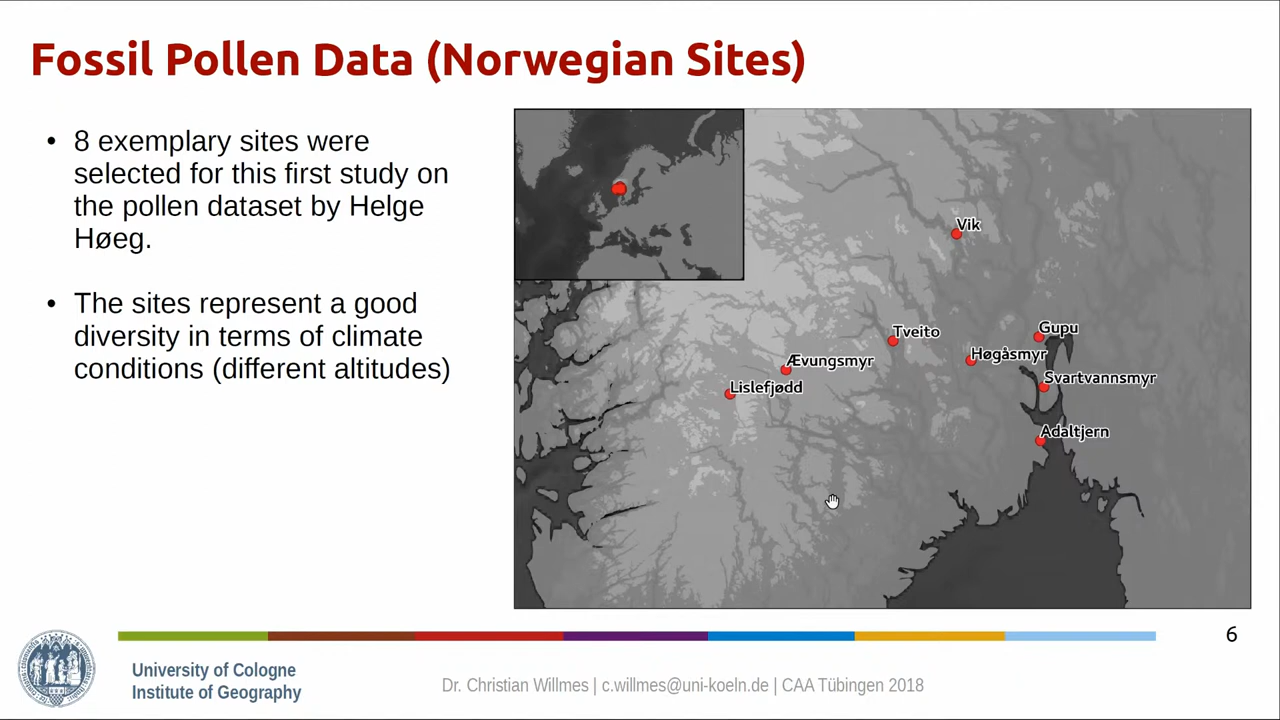 Fossil Pollen Data (Norwegian Sites)
• 8 exemplary sites were
selected for this first study on
the pollen dataset by Helge
Høeg.
• The sites represent a good
diversity in terms of climate
conditions (different altitudes)
Vik
Tveito
Gupu
Høgåsmyr
Ævungsmyr
Svartvannsmyr
Lislefjødd
Adaltjern
6
University of Cologne
Institute of Geography
Dr. Christian Willmes | c.willmes@uni-koeln.de | CAA Tübingen 2018